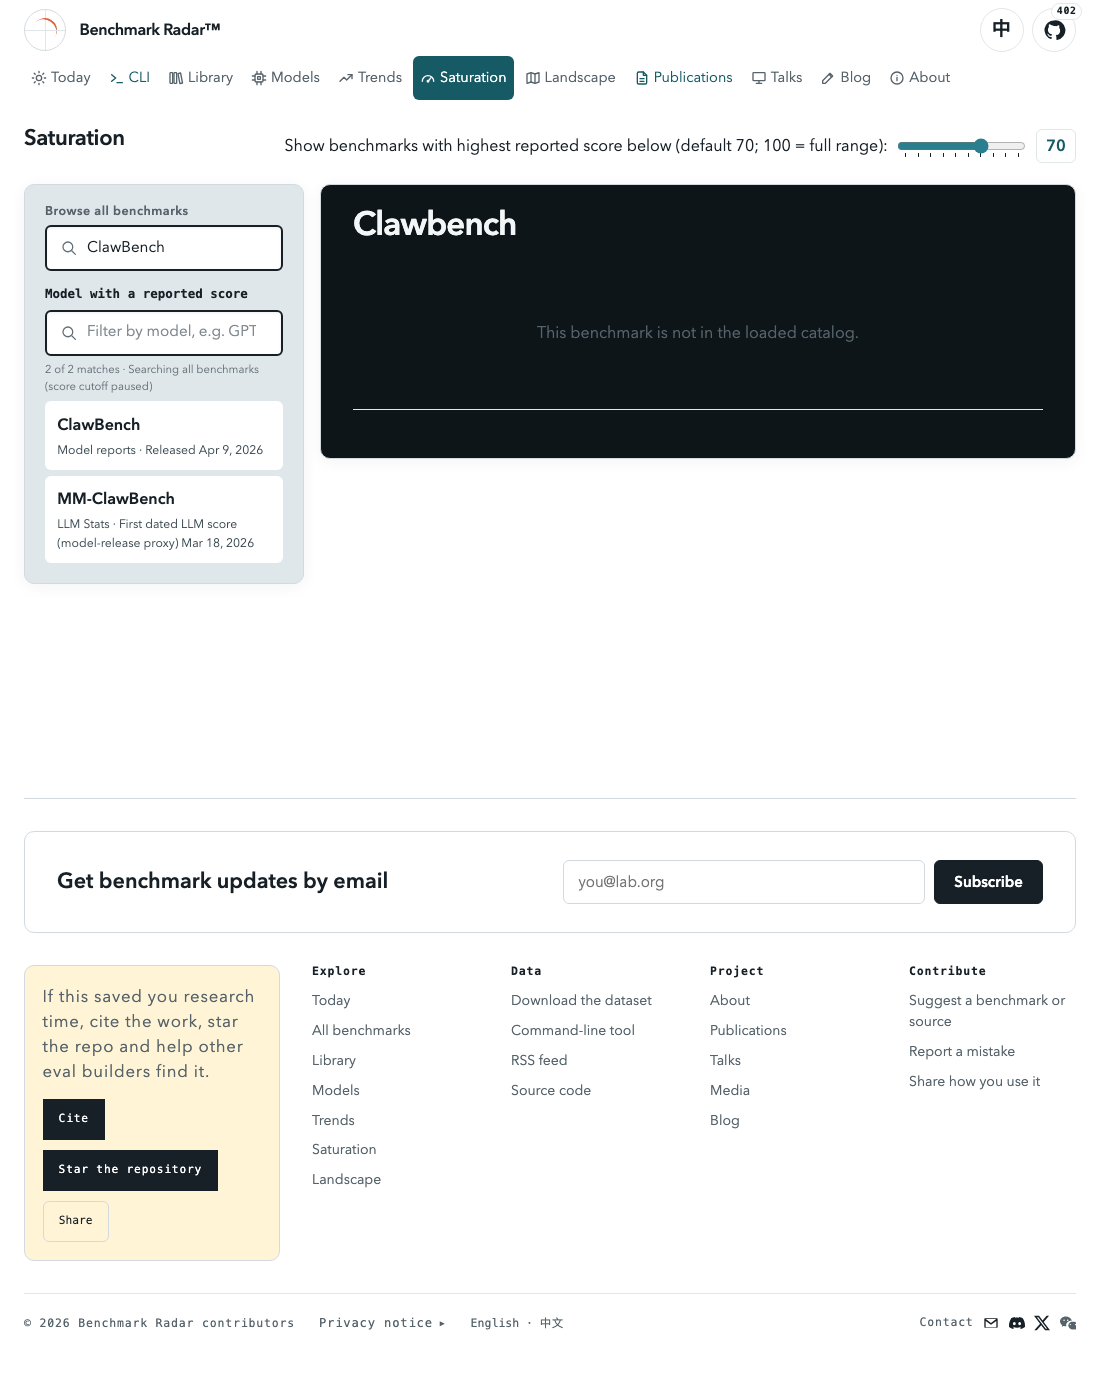 Benchmark Radar™
中
402
Today
CLI
Library
Models
Trends
Saturation
Landscape
Publications
Talks
Blog
About
Saturation
Show benchmarks with highest reported score below (default 70; 100 = full range):
70
Browse all benchmarks
ClawBench
Model with a reported score
Filter by model, e.g. GPT
2 of 2 matches · Searching all benchmarks
(score cutoff paused)
ClawBench
Model reports · Released Apr 9, 2026
MM-ClawBench
LLM Stats · First dated LLM score
(model-release proxy) Mar 18, 2026
Clawbench
This benchmark is not in the loaded catalog.
Get benchmark updates by email
you@lab.org
Subscribe
If this saved you research
time, cite the work, star
the repo and help other
eval builders find it.
Cite
Star the repository
Share
Explore
Today
All benchmarks
Library
Models
Trends
Saturation
Landscape
Data
Download the dataset
Command-line tool
RSS feed
Source code
Project
About
Publications
Talks
Media
Blog
Contribute
Suggest a benchmark or
source
Report a mistake
Share how you use it
© 2026 Benchmark Radar contributors
Privacy notice ▸
English · 中文
Contact